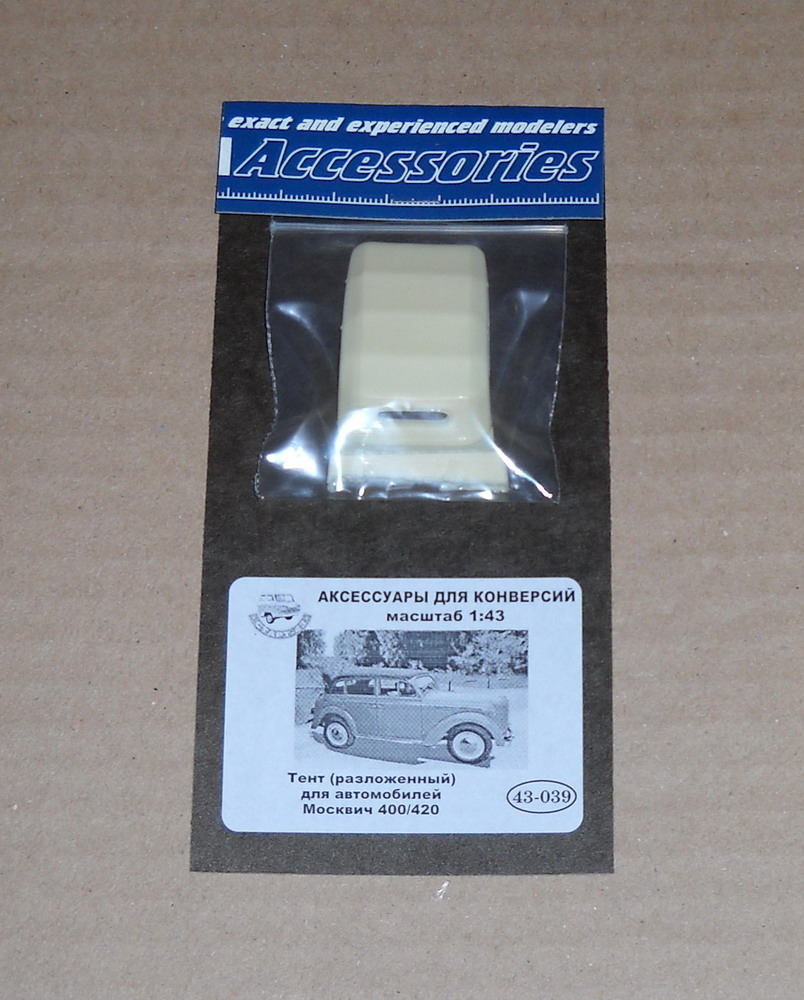 exact and experienced modelers
Accessories
АКСЕССУАРЫ ДЛЯ КОНВЕРСИЙ
масштаб 1:43
Тент (разложенный)
для автомобилей
Москвич 400/420
43-039